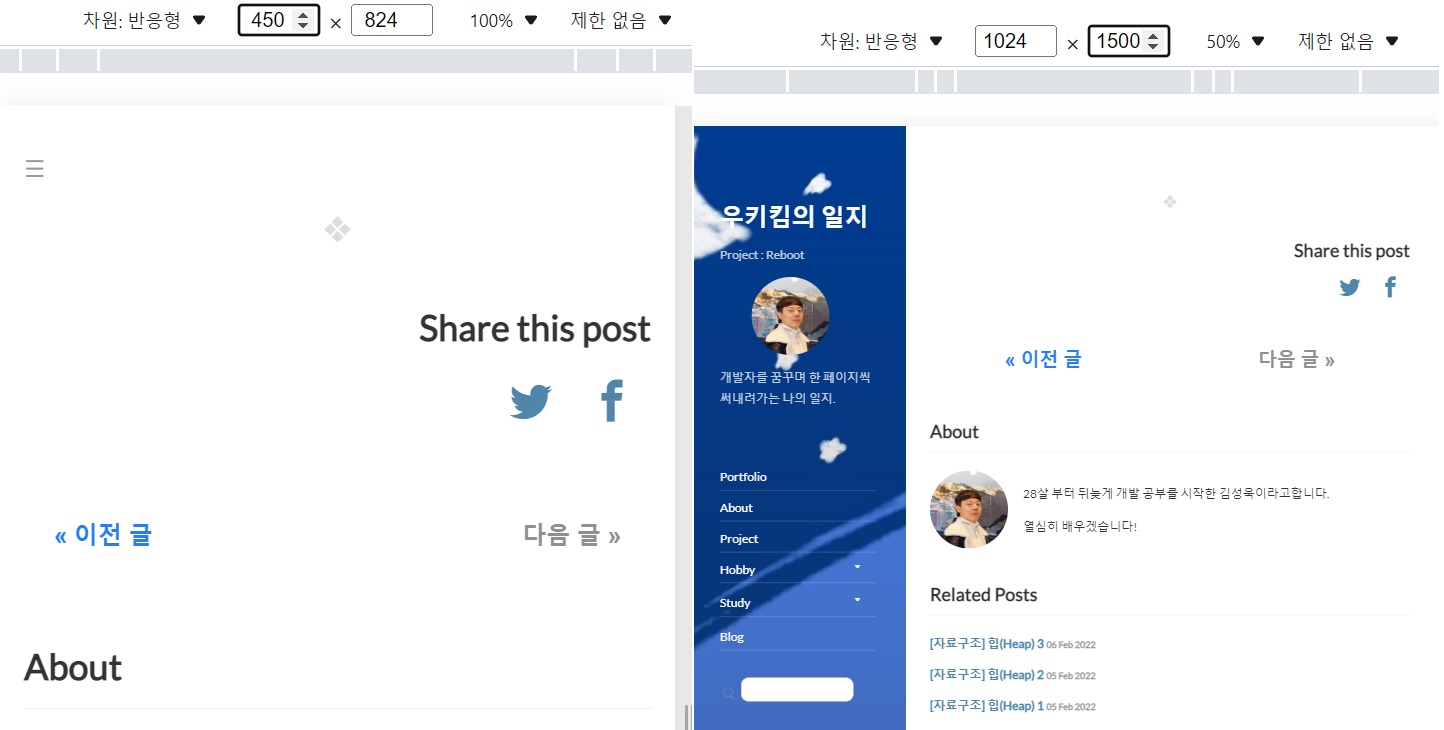 차원: 반응형 ▼ 450 × 824 100% ▼ 제한 없음 ▼
☰
❖
Share this post
« 이전 글 다음 글 »
About
차원: 반응형 ▼ 1024 × 1500 50% ▼ 제한 없음 ▼
우키킴의 일지
Project : Reboot
개발자를 꿈꾸며 한 페이지씩
써내려가는 나의 일지.
Portfolio
About
Project
Hobby
Study
Blog
❖
Share this post
« 이전 글 다음 글 »
About
28살 부터 뒤늦게 개발 공부를 시작한 김성욱이라고합니다.
열심히 배우겠습니다!
Related Posts
[자료구조] 힙(Heap) 3 06 Feb 2022
[자료구조] 힙(Heap) 2 05 Feb 2022
[자료구조] 힙(Heap) 1 05 Feb 2022